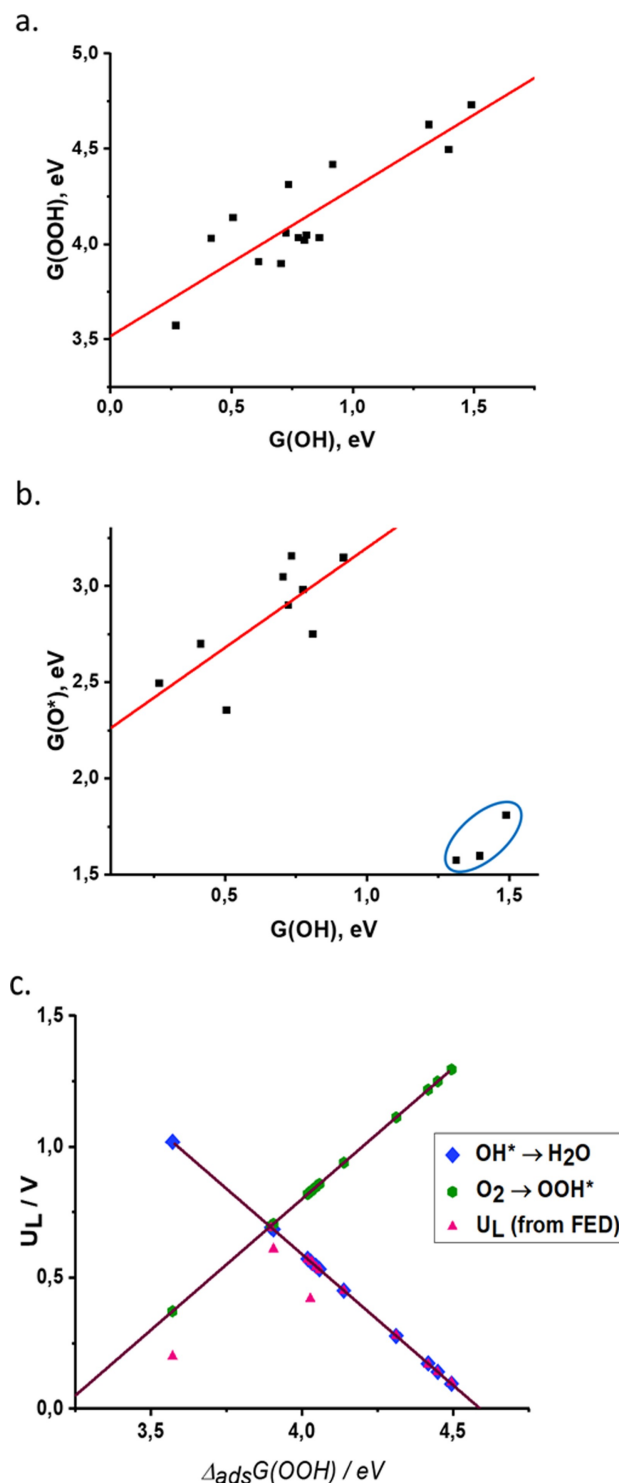 a.
5,0
4,5
4,0
3,5
G(OOH), eV
0,0 0,5 1,0 1,5
G(OH), eV
b.
3,0
2,5
2,0
1,5
G(O*), eV
0,5 1,0 1,5
G(OH), eV
c.
1,5
1,0
0,5
0,0
U_L / V
OH* → H₂O
O₂ → OOH*
U_L (from FED)
3,5 4,0 4,5
Δ_adsG(OOH) / eV